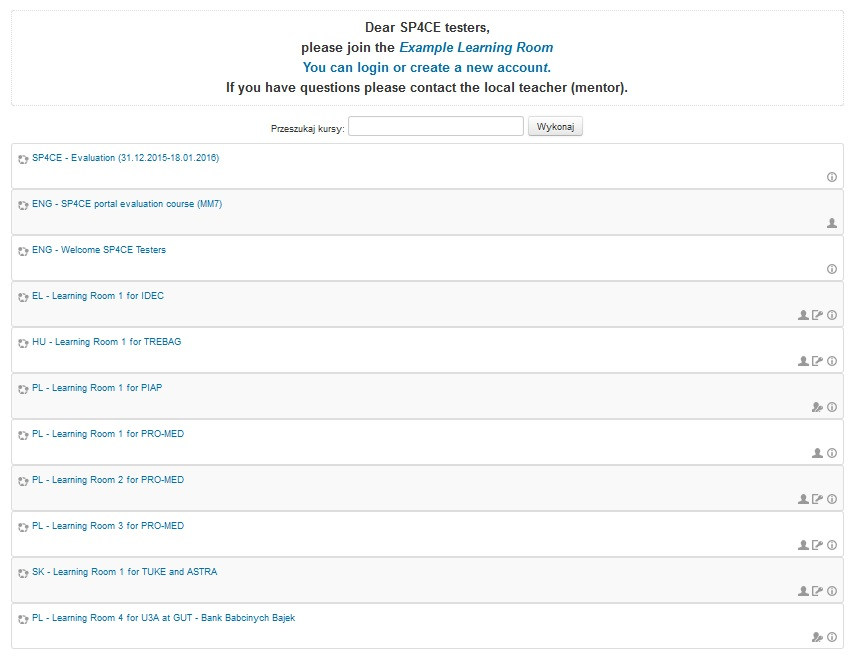 Dear SP4CE testers,
please join the Example Learning Room
You can login or create a new account.
If you have questions please contact the local teacher (mentor).
Przeszukaj kursy:
Wykonaj
SP4CE - Evaluation (31.12.2015-18.01.2016)
ENG - SP4CE portal evaluation course (MM7)
ENG - Welcome SP4CE Testers
EL - Learning Room 1 for IDEC
HU - Learning Room 1 for TREBAG
PL - Learning Room 1 for PIAP
PL - Learning Room 1 for PRO-MED
PL - Learning Room 2 for PRO-MED
PL - Learning Room 3 for PRO-MED
SK - Learning Room 1 for TUKE and ASTRA
PL - Learning Room 4 for U3A at GUT - Bank Babcinych Bajek